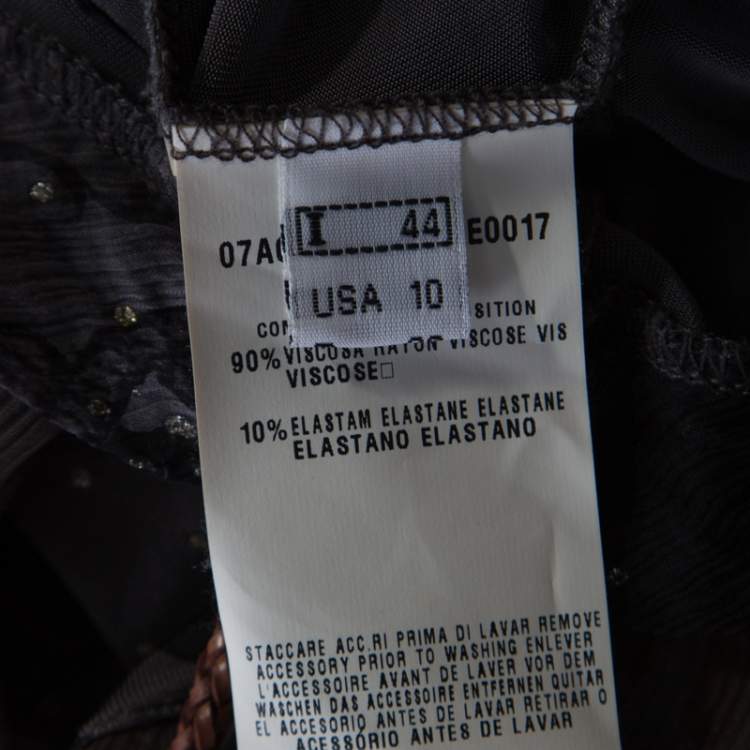 I 44
USA 10
07A E0017
SITION
90% VISCOSA RAYON VISCOSE VIS
VISCOSE□
10% ELASTAM ELASTANE ELASTANE
ELASTANO ELASTANO
STACCARE ACC.RI PRIMA DI LAVAR REMOVE
ACCESSORY PRIOR TO WASHING ENLEVER
L'ACCESSOIRE AVANT DE LAVER VOR DEM
WASCHEN DAS ACCESSOIRE ENTFERNEN QUITAR
EL ACCESORIO ANTES DE LAVAR RETIRAR O
ACESSÓRIO ANTES DE LAVAR